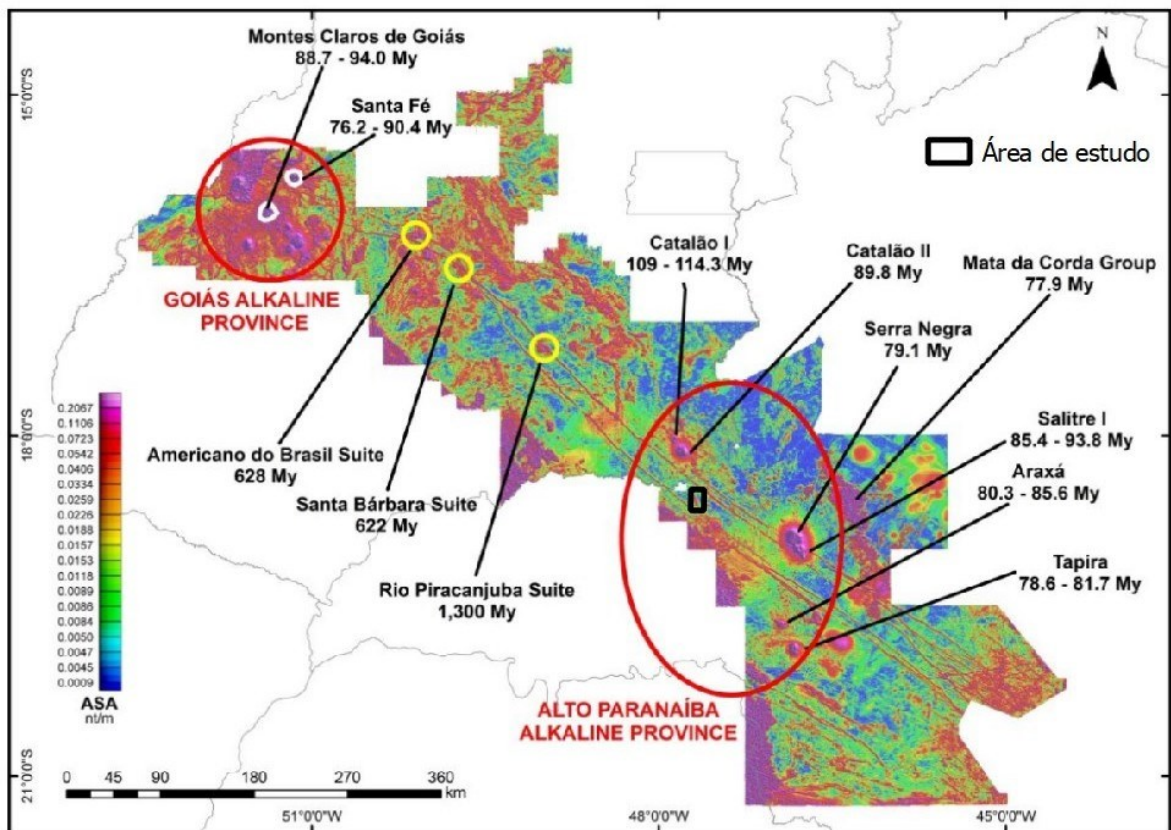 Montes Claros de Goiás
88.7 - 94.0 My
N
15°0'0"S
Santa Fé
76.2 - 90.4 My
Área de estudo
Catalão I
109 - 114.3 My
Catalão II
89.8 My
Mata da Corda Group
77.9 My
GOIÁS ALKALINE
PROVINCE
Serra Negra
79.1 My
0.2067
0.1106
0.0723
0.0542
0.0406
0.0334
0.0259
0.0226
0.0188
0.0157
0.0153
0.0109
0.0088
0.0086
0.0064
0.0050
0.0047
0.0045
0.0009
ASA
nt/m
18°0'0"S
Salitre I
85.4 - 93.8 My
Americano do Brasil Suite
628 My
Araxá
80.3 - 85.6 My
Santa Bárbara Suite
622 My
Tapira
78.6 - 81.7 My
Rio Piracanjuba Suite
1,300 My
ALTO PARANAÍBA
ALKALINE PROVINCE
21°0'0"S
0 45 90 180 270 360
km
51°0'0"W 48°0'0"W 45°0'0"W